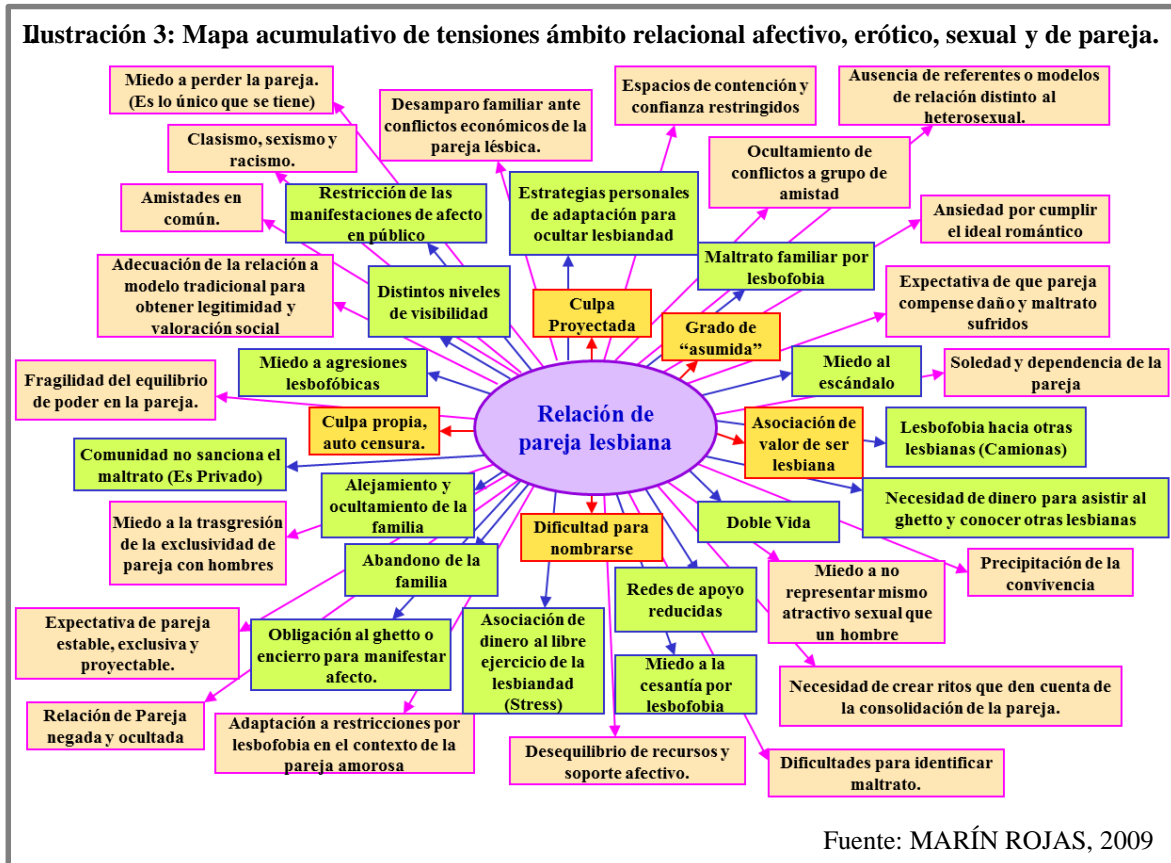 Ilustración 3: Mapa acumulativo de tensiones ámbito relacional afectivo, erótico, sexual y de pareja.
Miedo a perder la pareja.
(Es lo único que se tiene)
Desamparo familiar ante
conflictos económicos de la
pareja lésbica.
Espacios de contención y
confianza restringidos
Ausencia de referentes o modelos
de relación distinto al
heterosexual.
Clasismo, sexismo y
racismo.
Ocultamiento de
conflictos a grupo de
amistad
Amistades en
común.
Restricción de las
manifestaciones de afecto
en público
Estrategias personales
de adaptación para
ocultar lesbiandad
Ansiedad por cumplir
el ideal romántico
Maltrato familiar por
lesbofobia
Adecuación de la relación a
modelo tradicional para
obtener legitimidad y
valoración social
Distintos niveles
de visibilidad
Culpa
Proyectada
Grado de
“asumida”
Expectativa de que pareja
compense daño y maltrato
sufridos
Miedo a agresiones
lesbofóbicas
Miedo al
escándalo
Soledad y dependencia de la
pareja
Fragilidad del equilibrio
de poder en la pareja.
Culpa propia,
auto censura.
Relación de
pareja lesbiana
Asociación de
valor de ser
lesbiana
Lesbofobia hacia otras
lesbianas (Camionas)
Comunidad no sanciona el
maltrato (Es Privado)
Alejamiento y
ocultamiento de
la familia
Necesidad de dinero para asistir al
ghetto y conocer otras lesbianas
Miedo a la trasgresión
de la exclusividad de
pareja con hombres
Dificultad para
nombrarse
Doble Vida
Abandono de la
familia
Redes de apoyo
reducidas
Miedo a no
representar mismo
atractivo sexual que
un hombre
Precipitación de la
convivencia
Expectativa de pareja
estable, exclusiva y
proyectable.
Obligación al ghetto o
encierro para manifestar
afecto.
Asociación de
dinero al libre
ejercicio de la
lesbiandad
(Stress)
Miedo a la
cesantía por
lesbofobia
Necesidad de crear ritos que den cuenta de
la consolidación de la pareja.
Relación de Pareja
negada y ocultada
Adaptación a restricciones por
lesbofobia en el contexto de la
pareja amorosa
Desequilibrio de recursos y
soporte afectivo.
Dificultades para identificar
maltrato.
Fuente: MARÍN ROJAS, 2009